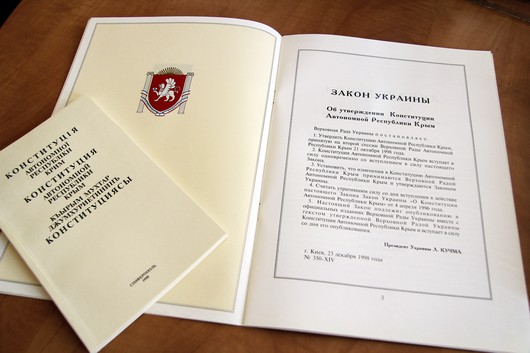 КОНСТИТУЦІЯ
АВТОНОМНОЇ
РЕСПУБЛІКИ
КРИМ
КОНСТИТУЦИЯ
АВТОНОМНОЙ
РЕСПУБЛИКИ
КРЫМ
КЪЫРЫМ МУХТАР
ДЖУМХУРИЕТИНИНЪ
КОНСТИТУЦИЯСЫ
СИМФЕРОПОЛЬ
ЗАКОН УКРАИНЫ
Об утверждении Конституции
Автономной Республики Крым
Верховная Рада Украины постановляет:
1. Утвердить Конституцию Автономной Республики Крым,
принятую на второй сессии Верховной Рады Автономной
Республики Крым 21 октября 1998 года.
2. Конституция Автономной Республики Крым вступает в
силу одновременно со вступлением в силу настоящего
Закона.
3. Установить, что изменения в Конституцию Автономной
Республики Крым принимаются Верховной Радой
Автономной Республики Крым и утверждаются Законом
Украины.
4. Считать утратившим силу со дня вступления в действие
настоящего Закона Закон Украины «О Конституции
Автономной Республики Крым» от 4 апреля 1996 года.
5. Настоящий Закон подлежит опубликованию в
официальных изданиях Верховной Рады Украины вместе с
текстом утвержденной Верховной Радой Украины
Конституции Автономной Республики Крым и вступает в силу
со дня его опубликования.
Президент Украины Л. КУЧМА
г. Киев, 23 декабря 1998
№ 350-XIV
3